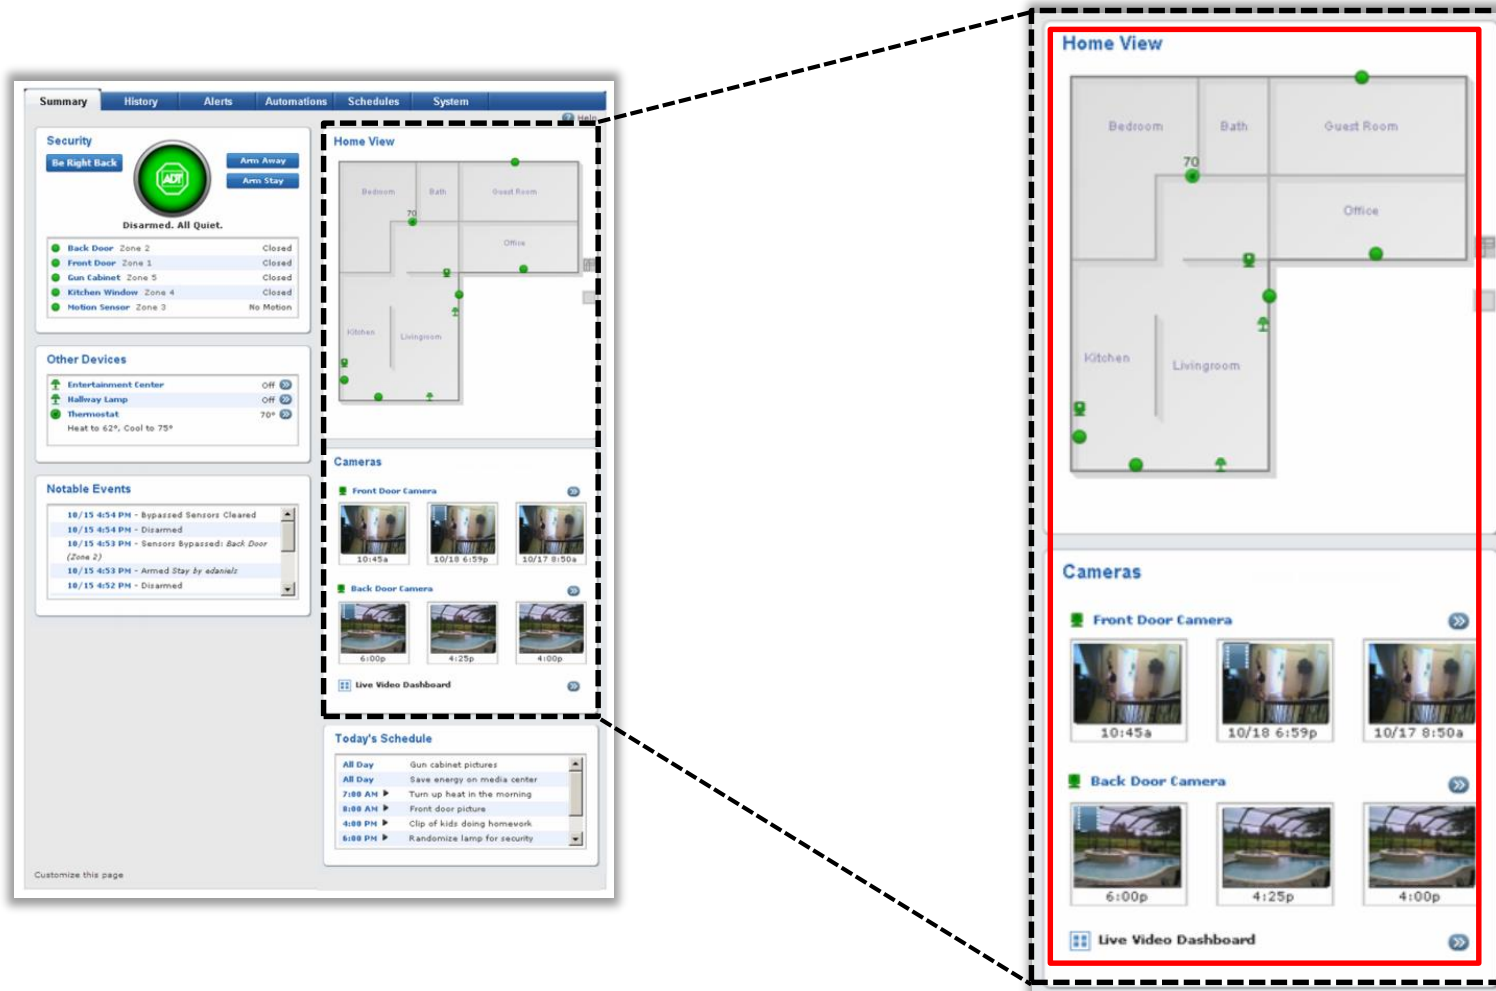 Summary History Alerts Automations Schedules System
Help
Security
Be Right Back
ADT
Arm Away
Arm Stay
Disarmed. All Quiet.
Back Door Zone 2 Closed
Front Door Zone 1 Closed
Gun Cabinet Zone 5 Closed
Kitchen Window Zone 4 Closed
Motion Sensor Zone 3 No Motion
Other Devices
Entertainment Center Off
Hallway Lamp Off
Thermostat 70°
Heat to 62°, Cool to 75°
Notable Events
10/15 4:54 PM - Bypassed Sensors Cleared
10/15 4:54 PM - Disarmed
10/15 4:53 PM - Sensors Bypassed: Back Door
(Zone 2)
10/15 4:53 PM - Armed Stay by edaniels
10/15 4:52 PM - Disarmed
Customize this page
Home View
Bedroom Bath Guest Room
70
Office
Kitchen
Livingroom
Cameras
Front Door Camera
10:45a 10/18 6:59p 10/17 8:50a
Back Door Camera
6:00p 4:25p 4:00p
Live Video Dashboard
Today's Schedule
All Day Gun cabinet pictures
All Day Save energy on media center
7:00 AM Turn up heat in the morning
8:00 AM Front door picture
4:00 PM Clip of kids doing homework
6:00 PM Randomize lamp for security
Home View
Bedroom Bath Guest Room
70
Office
Kitchen
Livingroom
Cameras
Front Door Camera
10:45a 10/18 6:59p 10/17 8:50a
Back Door Camera
6:00p 4:25p 4:00p
Live Video Dashboard